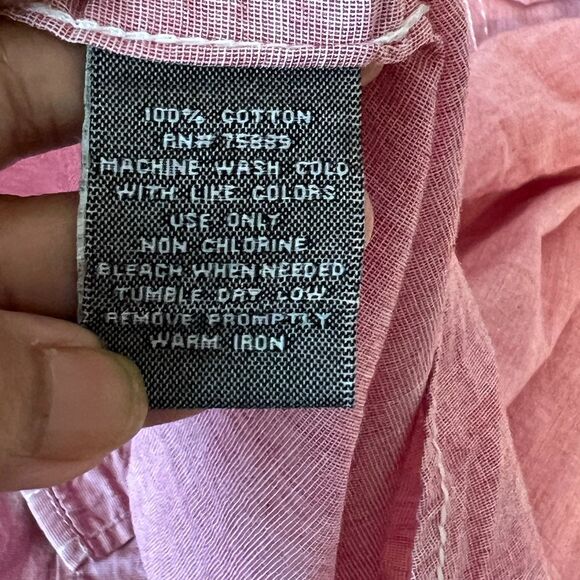 100% COTTON
RN# 75889
MACHINE WASH COLD
WITH LIKE COLORS
USE ONLY
NON CHLORINE
BLEACH WHEN NEEDED
TUMBLE DRY LOW
REMOVE PROMPTLY
WARM IRON